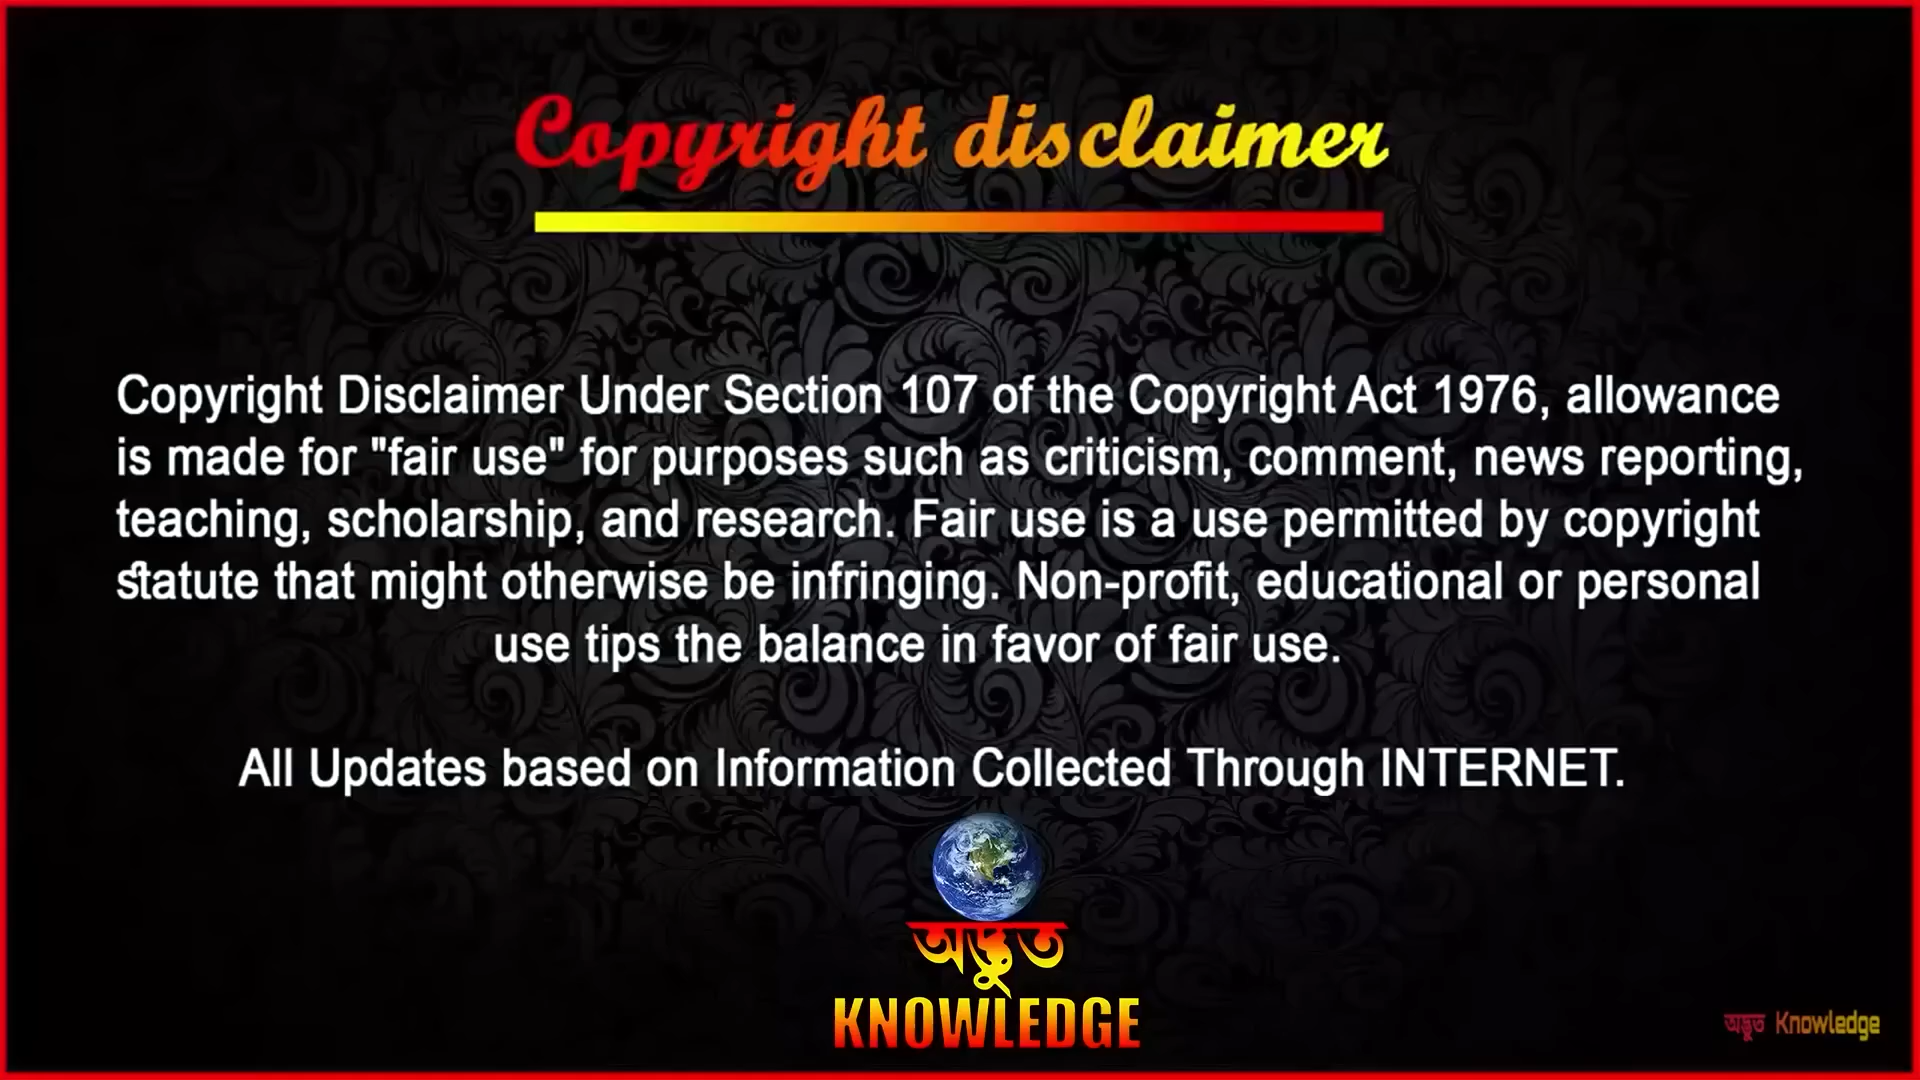 Copyright disclaimer
Copyright Disclaimer Under Section 107 of the Copyright Act 1976, allowance
is made for "fair use" for purposes such as criticism, comment, news reporting,
teaching, scholarship, and research. Fair use is a use permitted by copyright
statute that might otherwise be infringing. Non-profit, educational or personal
use tips the balance in favor of fair use.
All Updates based on Information Collected Through INTERNET.
অদ্ভুত
KNOWLEDGE
অদ্ভুত Knowledge